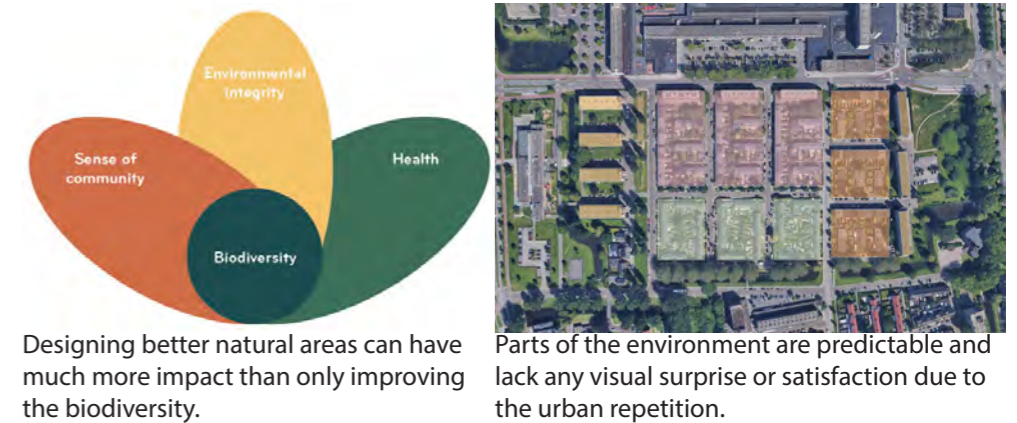 Environmental
integrity
Sense of
community
Health
Biodiversity
Designing better natural areas can have
much more impact than only improving
the biodiversity.
Parts of the environment are predictable and
lack any visual surprise or satisfaction due to
the urban repetition.